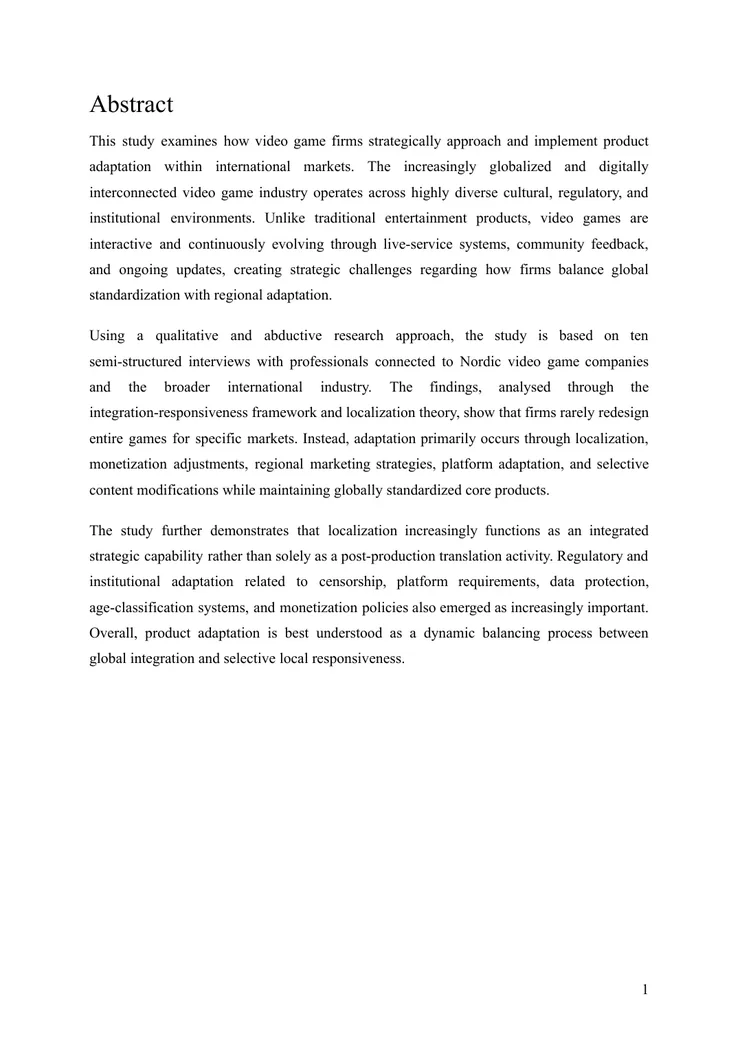 Abstract
This study examines how video game firms strategically approach and implement product
adaptation within international markets. The increasingly globalized and digitally
interconnected video game industry operates across highly diverse cultural, regulatory, and
institutional environments. Unlike traditional entertainment products, video games are
interactive and continuously evolving through live-service systems, community feedback,
and ongoing updates, creating strategic challenges regarding how firms balance global
standardization with regional adaptation.
Using a qualitative and abductive research approach, the study is based on ten
semi-structured interviews with professionals connected to Nordic video game companies
and the broader international industry. The findings, analysed through the
integration-responsiveness framework and localization theory, show that firms rarely redesign
entire games for specific markets. Instead, adaptation primarily occurs through localization,
monetization adjustments, regional marketing strategies, platform adaptation, and selective
content modifications while maintaining globally standardized core products.
The study further demonstrates that localization increasingly functions as an integrated
strategic capability rather than solely as a post-production translation activity. Regulatory and
institutional adaptation related to censorship, platform requirements, data protection,
age-classification systems, and monetization policies also emerged as increasingly important.
Overall, product adaptation is best understood as a dynamic balancing process between
global integration and selective local responsiveness.
1